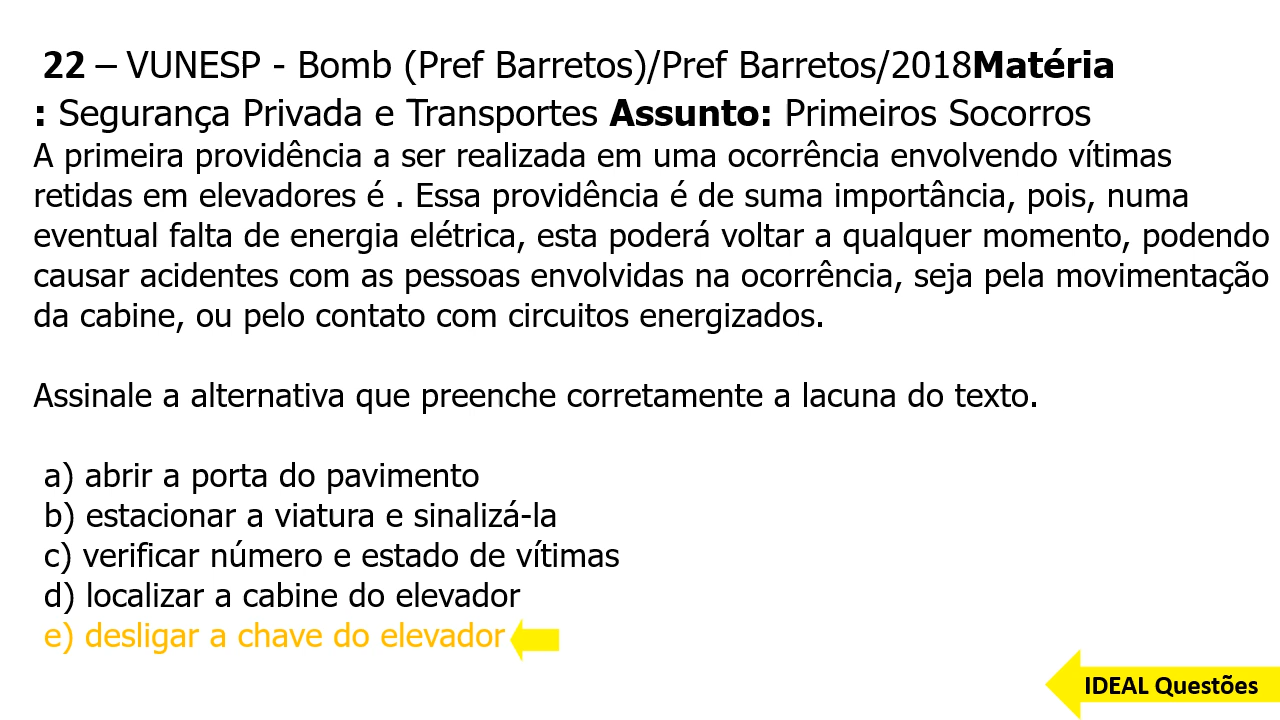 22 – VUNESP - Bomb (Pref Barretos)/Pref Barretos/2018Matéria
: Segurança Privada e Transportes Assunto: Primeiros Socorros
A primeira providência a ser realizada em uma ocorrência envolvendo vítimas
retidas em elevadores é . Essa providência é de suma importância, pois, numa
eventual falta de energia elétrica, esta poderá voltar a qualquer momento, podendo
causar acidentes com as pessoas envolvidas na ocorrência, seja pela movimentação
da cabine, ou pelo contato com circuitos energizados.
Assinale a alternativa que preenche corretamente a lacuna do texto.
a) abrir a porta do pavimento
b) estacionar a viatura e sinalizá-la
c) verificar número e estado de vítimas
d) localizar a cabine do elevador
e) desligar a chave do elevador
IDEAL Questões